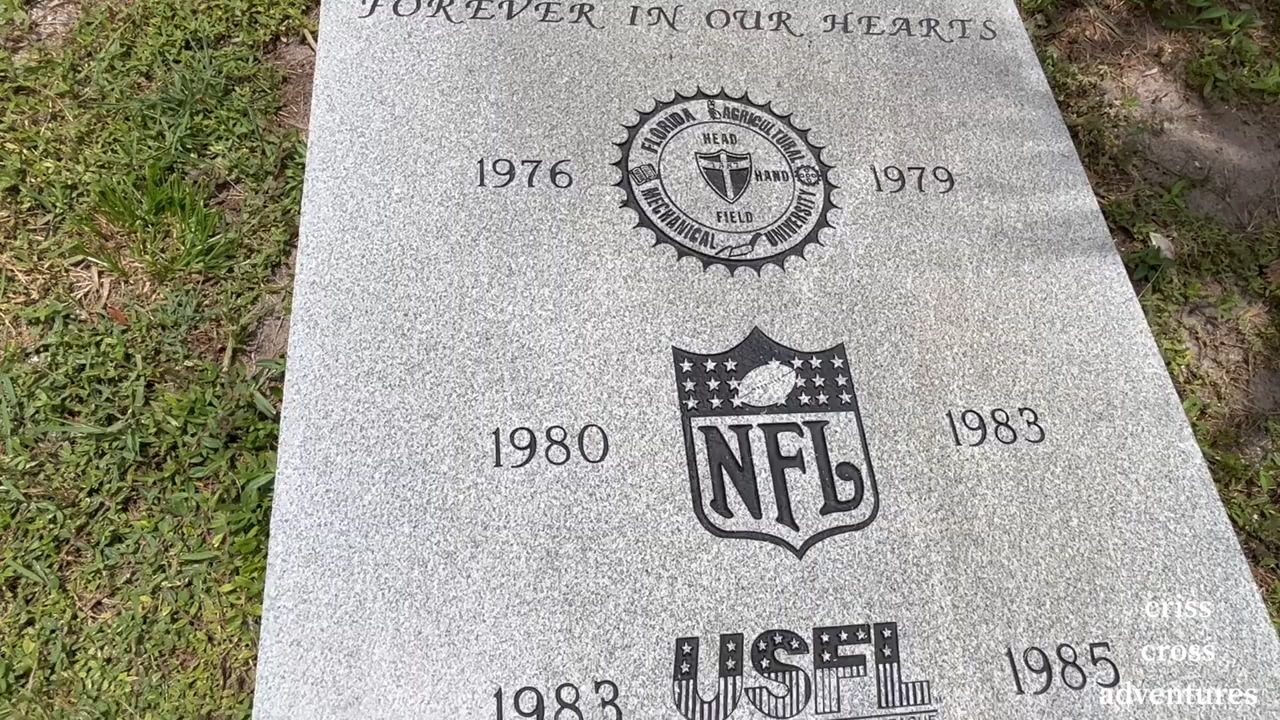 FOREVER IN OUR HEARTS
1976
FLORIDA AGRICULTURAL
HEAD
HAND
FIELD
MECHANICAL UNIVERSITY
1979
1980
NFL
1983
1983
USFL
1985
criss
cross
adventures